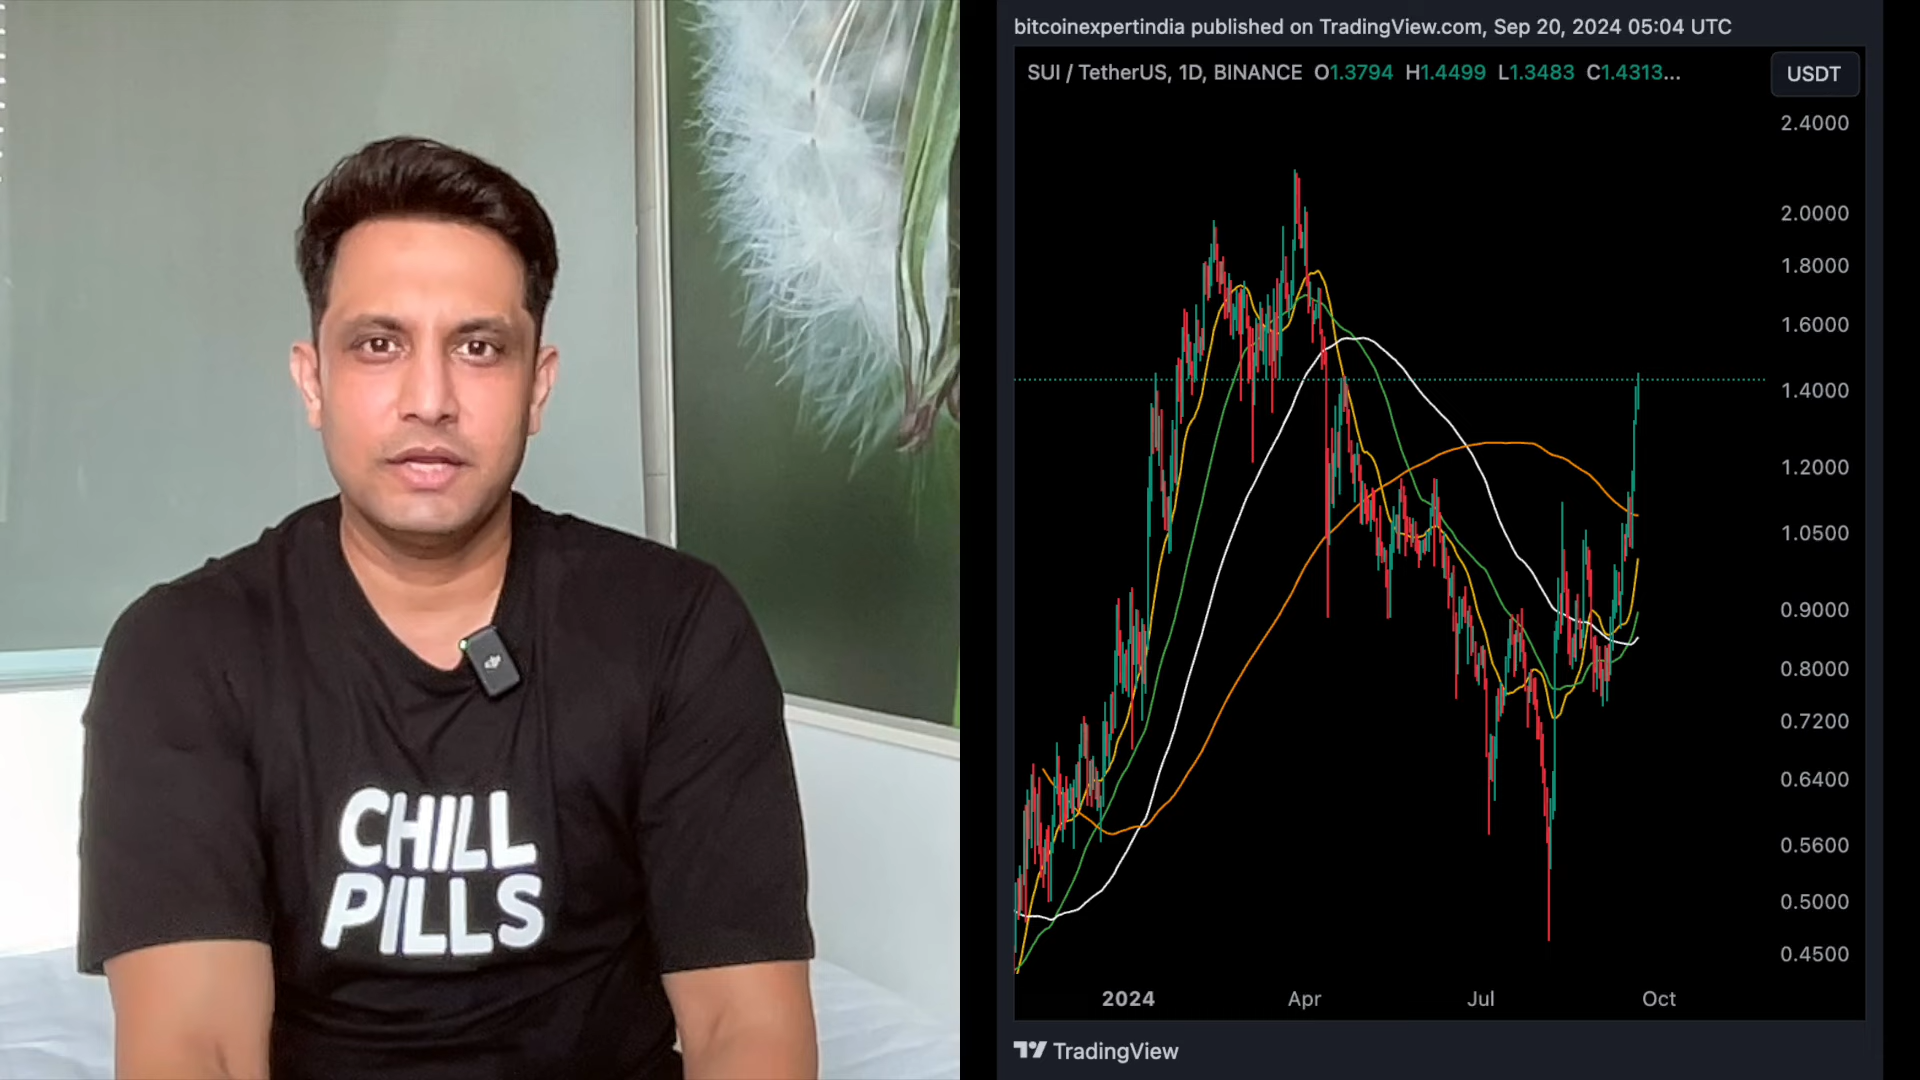 CHILL
PILLS
bitcoinexpertindia published on TradingView.com, Sep 20, 2024 05:04 UTC
SUI / TetherUS, 1D, BINANCE O1.3794 H1.4499 L1.3483 C1.4313...
USDT
2.4000
2.0000
1.8000
1.6000
1.4000
1.2000
1.0500
0.9000
0.8000
0.7200
0.6400
0.5600
0.5000
0.4500
2024 Apr Jul Oct
TradingView